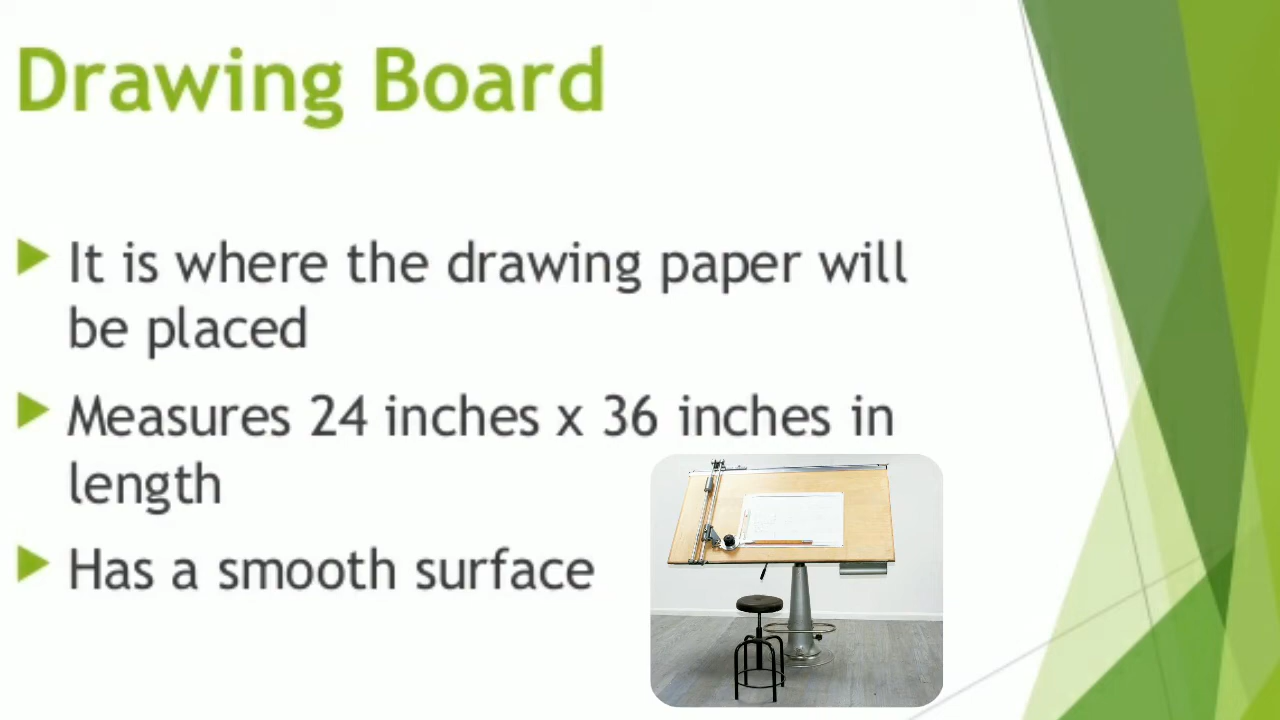 Drawing Board
It is where the drawing paper will
be placed
Measures 24 inches x 36 inches in
length
Has a smooth surface